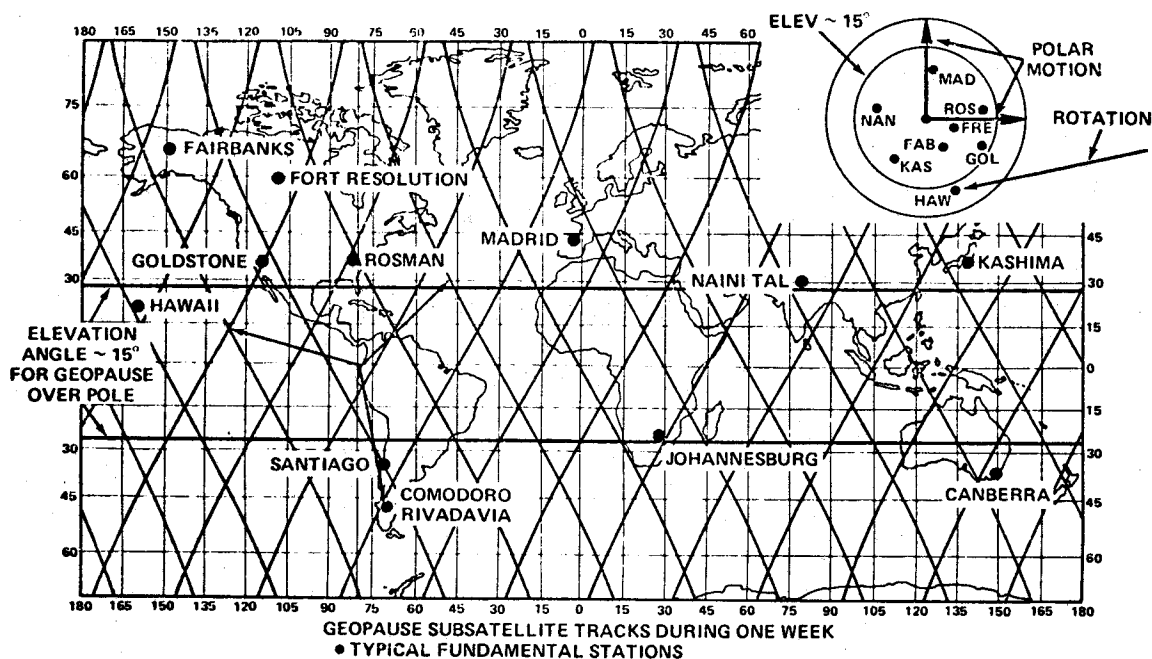 180 165 150 135 120 105 90 75 60 45 30 15 0 15 30 45 60
ELEV ~ 15°
POLAR
MOTION
ROTATION
MAD
NAN
ROS
FRE
FAB
GOL
KAS
HAW
75
60
45
30
FAIRBANKS
FORT RESOLUTION
MADRID
GOLDSTONE
ROSMAN
NAINI TAL
KASHIMA
HAWAII
ELEVATION
ANGLE ~ 15°
FOR GEOPAUSE
OVER POLE
45
30
15
0
15
30
45
60
30
45
60
SANTIAGO
COMODORO
RIVADAVIA
JOHANNESBURG
CANBERRA
180 165 150 135 120 105 90 75 60 45 30 15 0 15 30 45 60 75 90 105 120 135 150 165 180
GEOPAUSE SUBSATELLITE TRACKS DURING ONE WEEK
● TYPICAL FUNDAMENTAL STATIONS